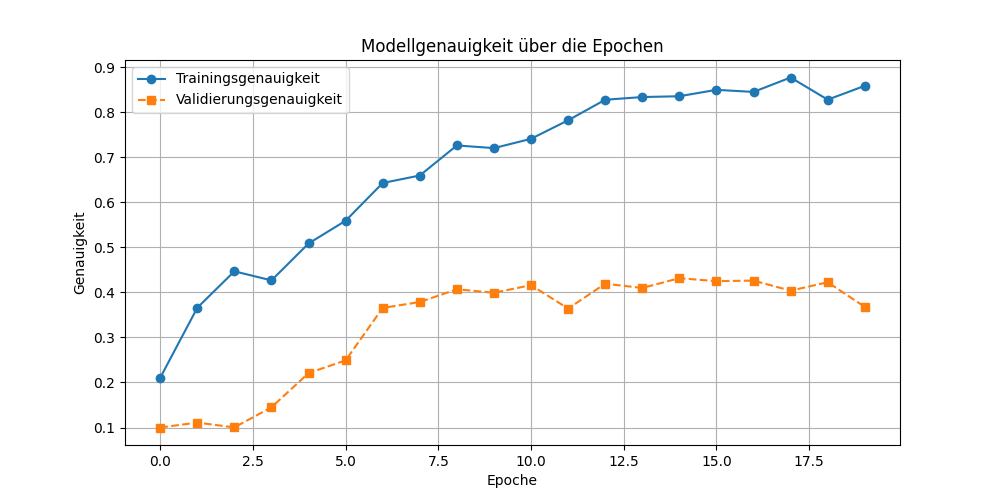 Modellgenauigkeit über die Epochen
Trainingsgenauigkeit
Validierungsgenauigkeit
Genauigkeit
0.9
0.8
0.7
0.6
0.5
0.4
0.3
0.2
0.1
0.0 2.5 5.0 7.5 10.0 12.5 15.0 17.5
Epoche